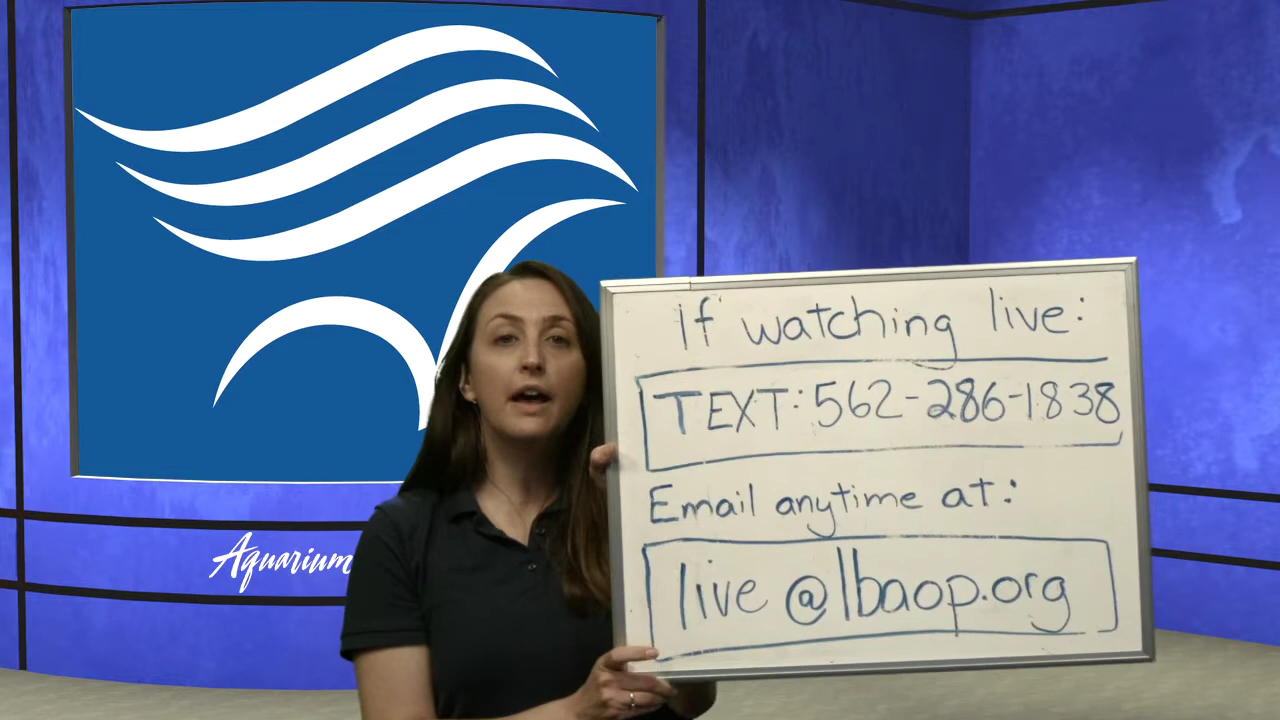 If watching live:
TEXT: 562-286-1838
Email anytime at:
live@lbaop.org
Aquarium